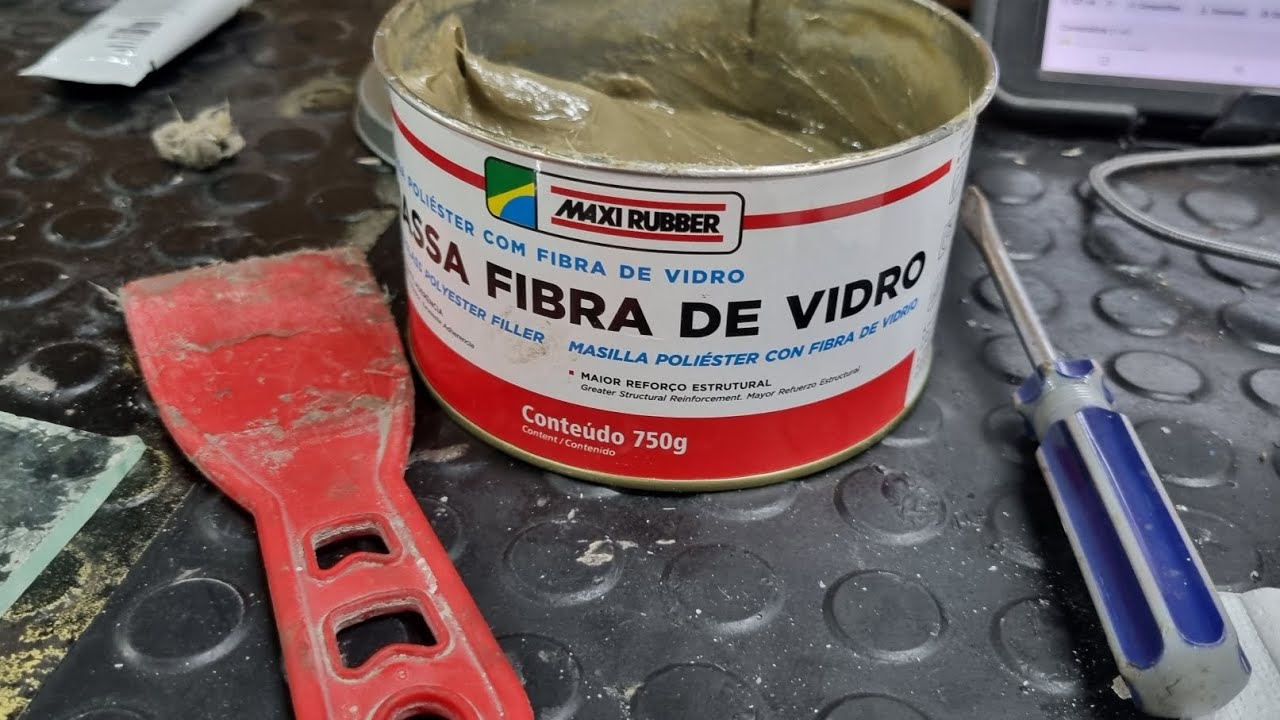 MAXI RUBBER
POLIÉSTER COM FIBRA DE VIDRO
ASSA FIBRA DE VIDRO
POLYESTER FILLER
MASILLA POLIÉSTER CON FIBRA DE VIDRIO
MAIOR REFORÇO ESTRUTURAL
Greater Structural Reinforcement. Mayor Refuerzo Estructural
Conteúdo 750g
Content / Contenido